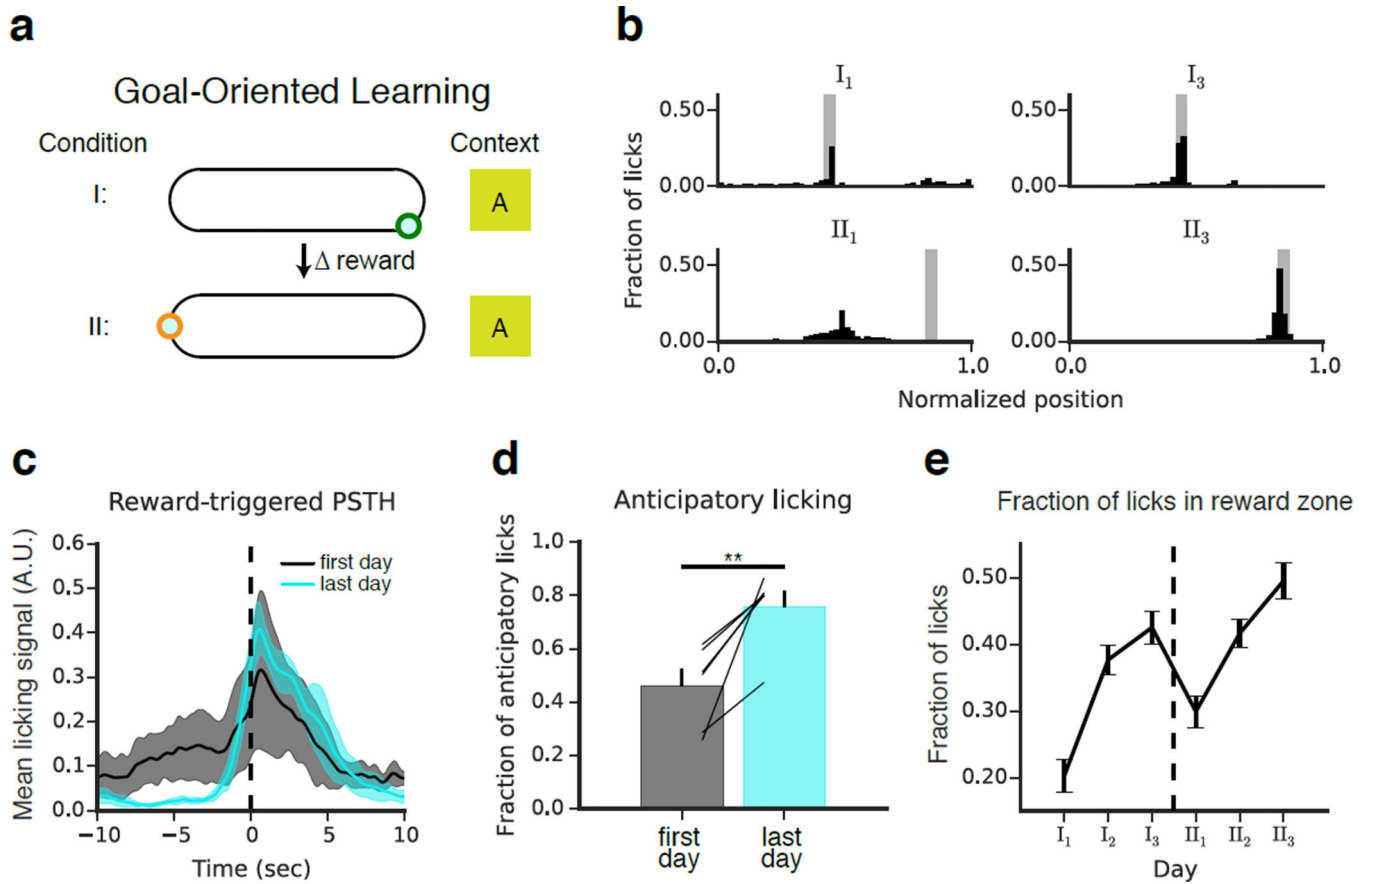 a
Goal-Oriented Learning
Condition
Context
I:
A
Δ reward
II:
A
b
I1
I3
Fraction of licks
0.50
0.00
0.50
0.00
II1
II3
0.50
0.00
0.50
0.00
0.0
1.0
0.0
1.0
Normalized position
c
Reward-triggered PSTH
Mean licking signal (A.U.)
0.6
0.5
0.4
0.3
0.2
0.1
0.0
first day
last day
−10
−5
0
5
10
Time (sec)
d
Anticipatory licking
Fraction of anticipatory licks
1.0
0.8
0.6
0.4
0.2
0.0
**
first
day
last
day
e
Fraction of licks in reward zone
Fraction of licks
0.50
0.40
0.30
0.20
I1
I2
I3
II1
II2
II3
Day